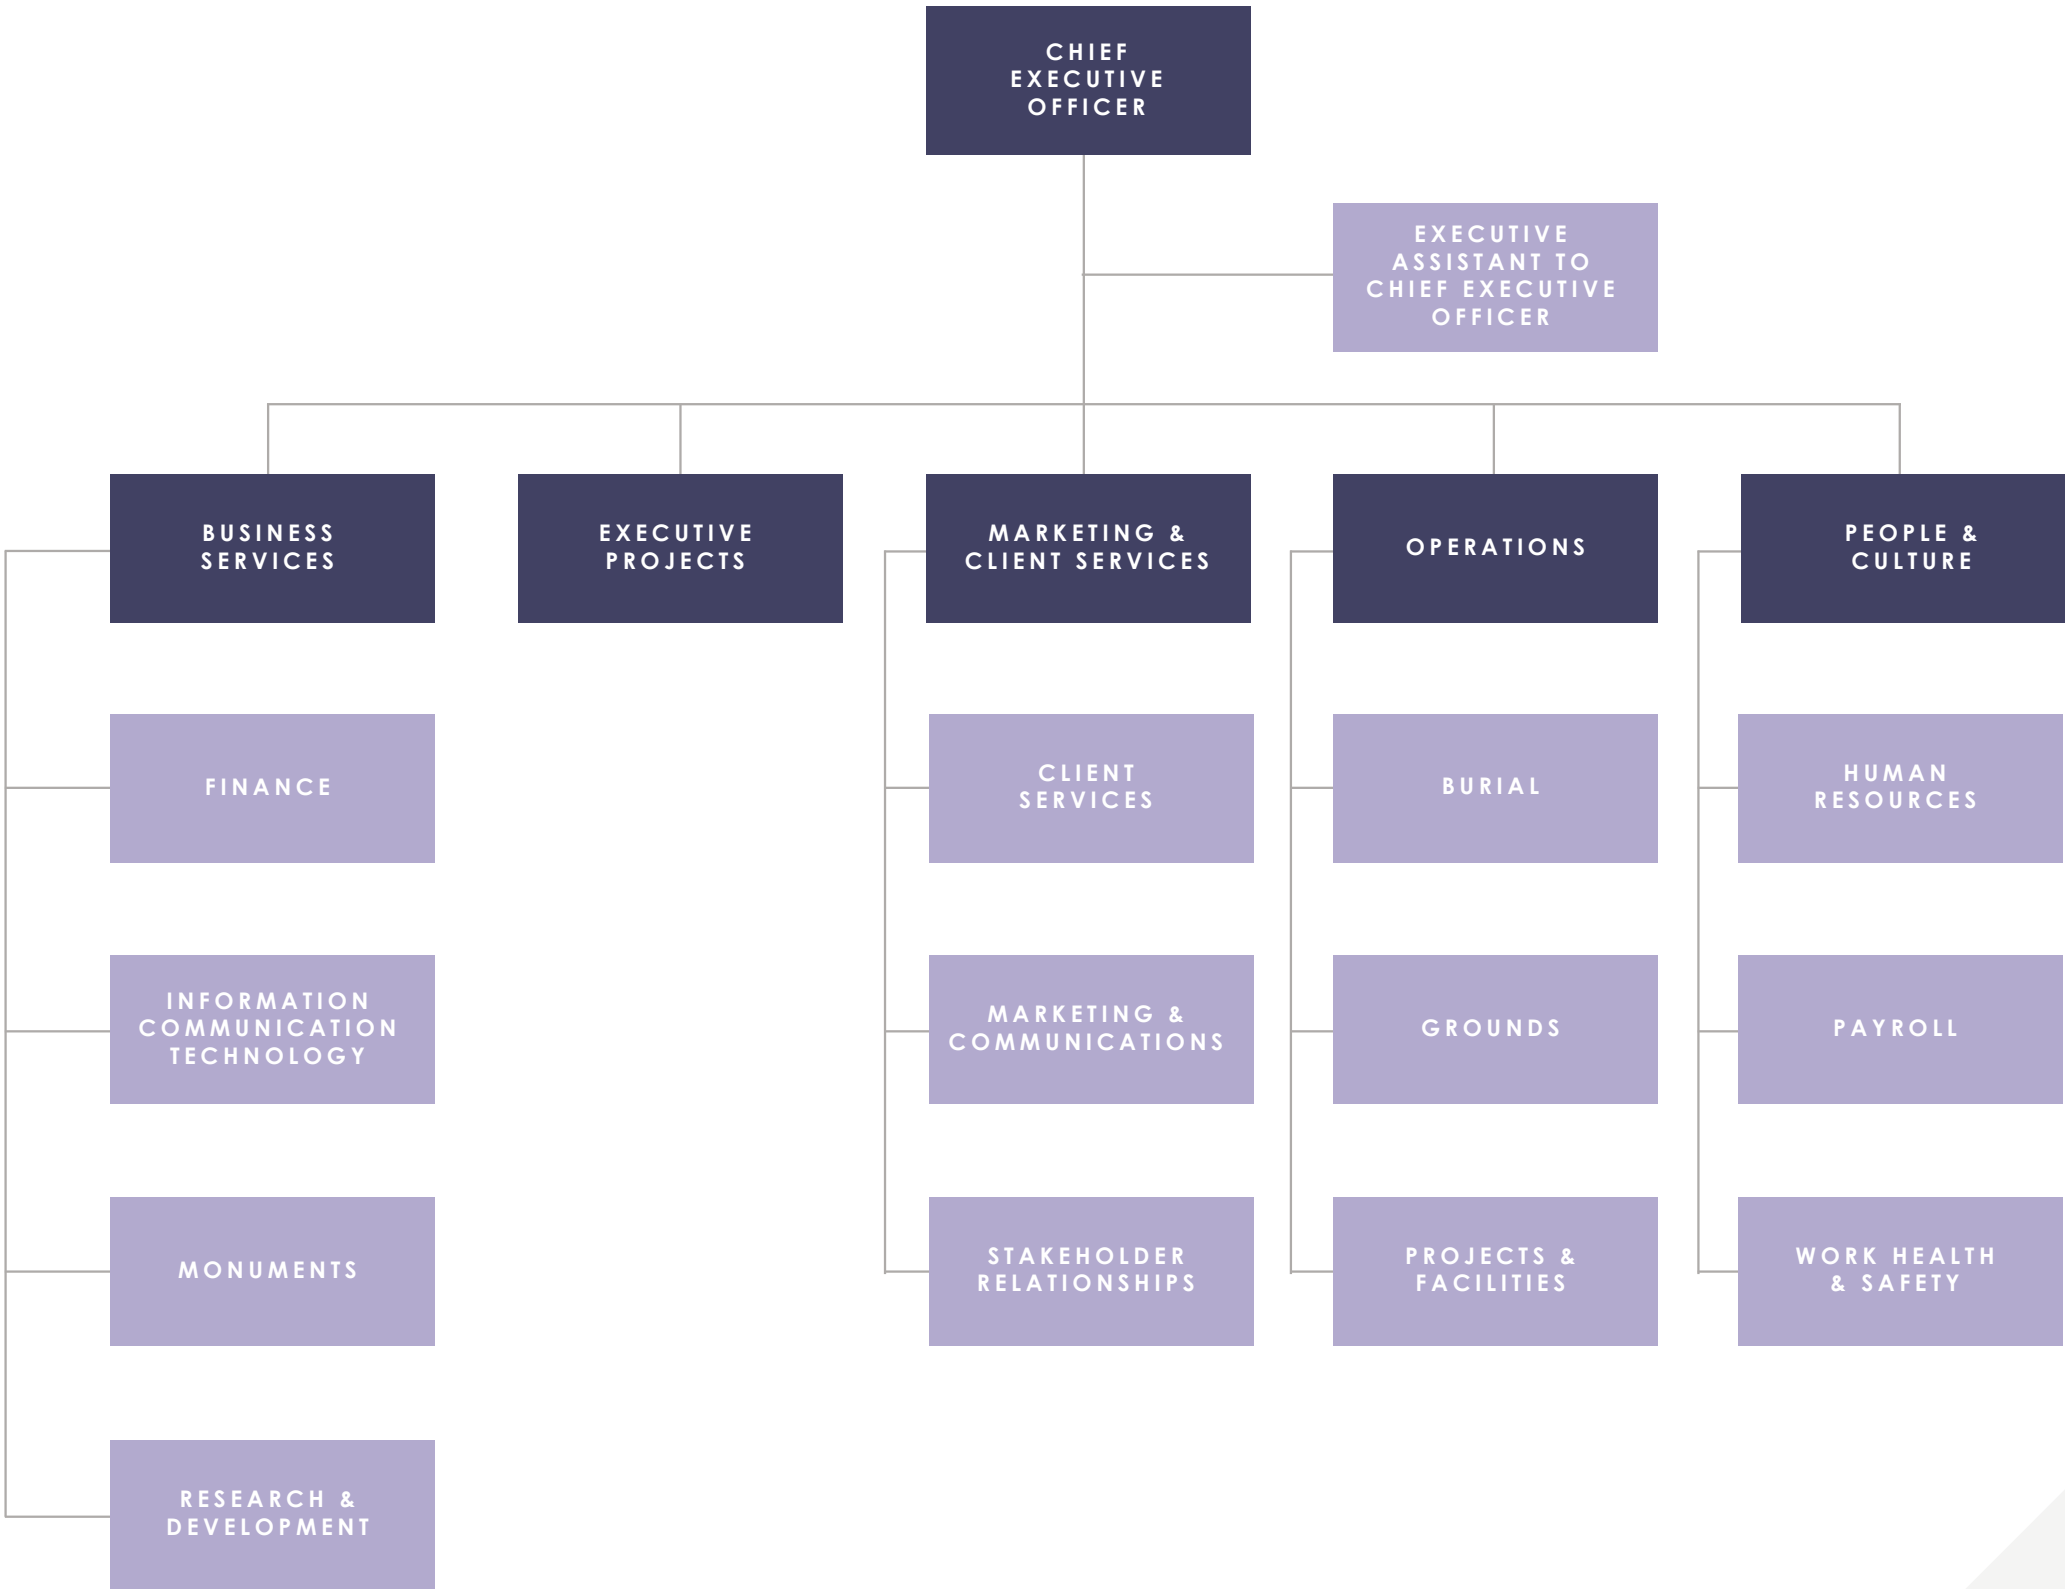 CHIEF
EXECUTIVE
OFFICER
EXECUTIVE
ASSISTANT TO
CHIEF EXECUTIVE
OFFICER
BUSINESS
SERVICES
EXECUTIVE
PROJECTS
MARKETING &
CLIENT SERVICES
OPERATIONS
PEOPLE &
CULTURE
FINANCE
CLIENT
SERVICES
BURIAL
HUMAN
RESOURCES
INFORMATION
COMMUNICATION
TECHNOLOGY
MARKETING &
COMMUNICATIONS
GROUNDS
PAYROLL
MONUMENTS
STAKEHOLDER
RELATIONSHIPS
PROJECTS &
FACILITIES
WORK HEALTH
& SAFETY
RESEARCH &
DEVELOPMENT